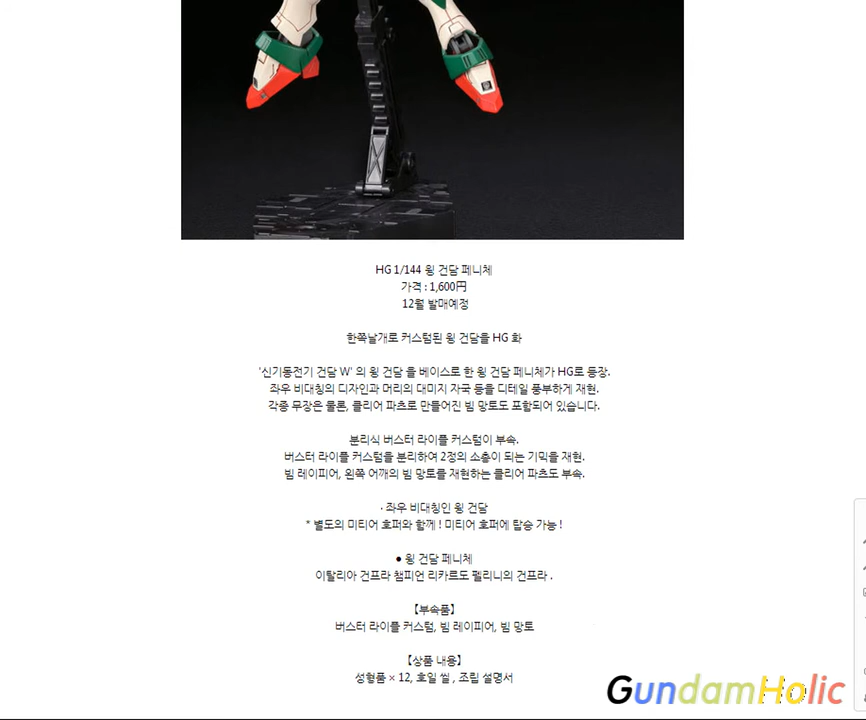 HG 1/144 윙 건담 페니체
가격 : 1,600円
12월 발매예정
한쪽날개로 커스텀된 윙 건담을 HG 화
'신기동전기 건담 W' 의 윙 건담 을 베이스로 한 윙 건담 페니체가 HG로 등장.
좌우 비대칭의 디자인과 머리의 대미지 자국 등을 디테일 풍부하게 재현.
각종 무장은 물론, 클리어 파츠로 만들어진 빔 망토도 포함되어 있습니다.
분리식 버스터 라이플 커스텀이 부속.
버스터 라이플 커스텀을 분리하여 2정의 소총이 되는 기믹을 재현.
빔 레이피어, 왼쪽 어깨의 빔 망토를 재현하는 클리어 파츠도 부속.
· 좌우 비대칭인 윙 건담
* 별도의 미티어 호퍼와 함께 ! 미티어 호퍼에 탑승 가능 !
● 윙 건담 페니체
이탈리아 건프라 챔피언 리카르도 펠리니의 건프라 .
【부속품】
버스터 라이플 커스텀, 빔 레이피어, 빔 망토
【상품 내용】
성형품 × 12, 호일 씰 , 조립 설명서
GundamHolic